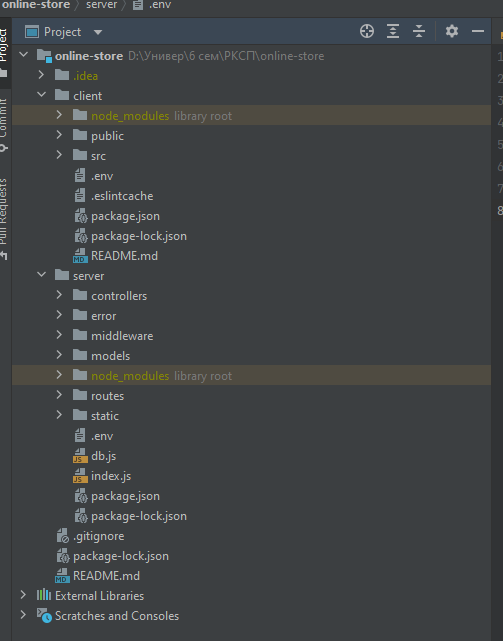 online-store server .env
Project
online-store D:\Универ\6 сем\РКСП\online-store
.idea
client
node_modules library root
public
src
.env
.eslintcache
package.json
package-lock.json
README.md
server
controllers
error
middleware
models
node_modules library root
routes
static
.env
db.js
index.js
package.json
package-lock.json
.gitignore
package-lock.json
README.md
External Libraries
Scratches and Consoles
Project
Commit
Pull Requests
8